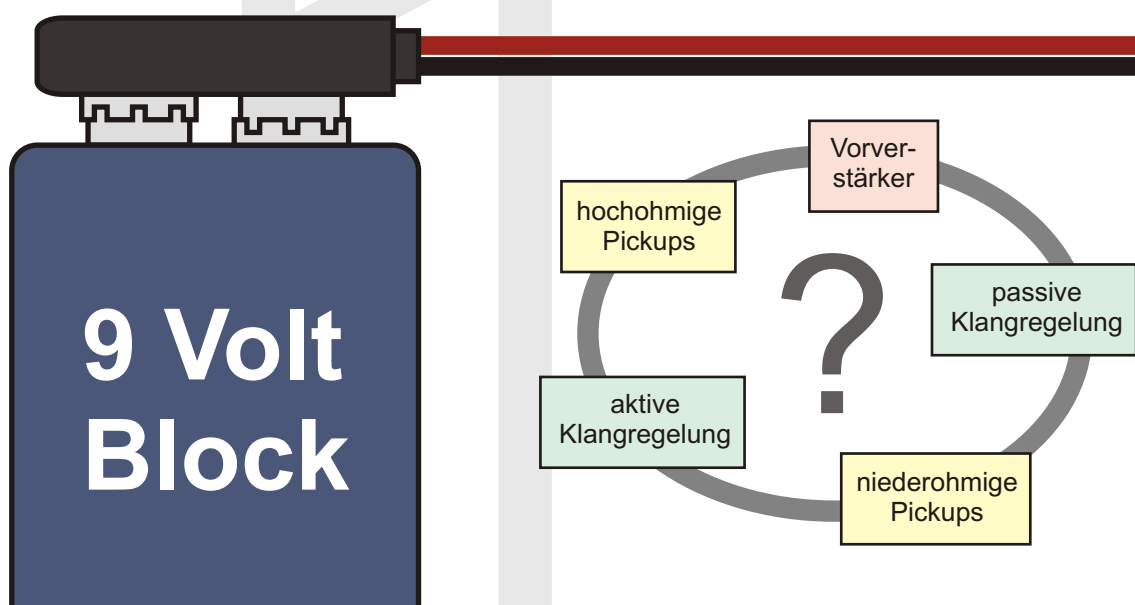 9 Volt
Block
Vorver-
stärker
hochohmige
Pickups
?
passive
Klangregelung
aktive
Klangregelung
niederohmige
Pickups